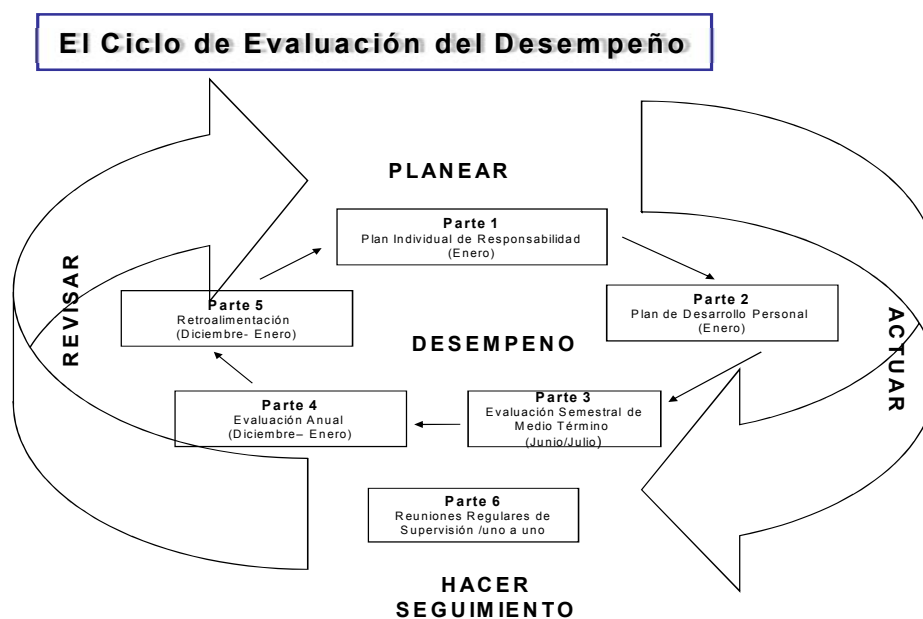 El Ciclo de Evaluación del Desempeño
PLANEAR
Parte 1
Plan Individual de Responsabilidad
(Enero)
REVISAR
Parte 5
Retroalimentación
(Diciembre- Enero)
Parte 2
Plan de Desarrollo Personal
(Enero)
ACTUAR
DESEMPENO
Parte 4
Evaluación Anual
(Diciembre– Enero)
Parte 3
Evaluación Semestral de
Medio Término
(Junio/Julio)
Parte 6
Reuniones Regulares de
Supervisión /uno a uno
HACER
SEGUIMIENTO